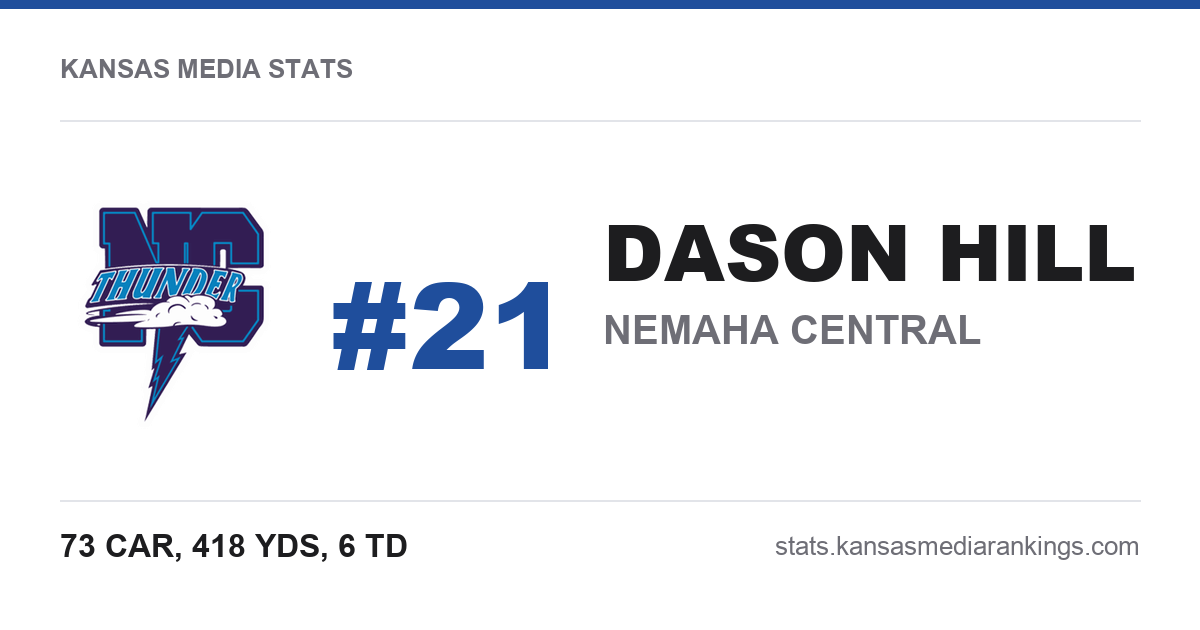 KANSAS MEDIA STATS
NC
THUNDER
#21
DASON HILL
NEMAHA CENTRAL
73 CAR, 418 YDS, 6 TD
stats.kansasmediarankings.com